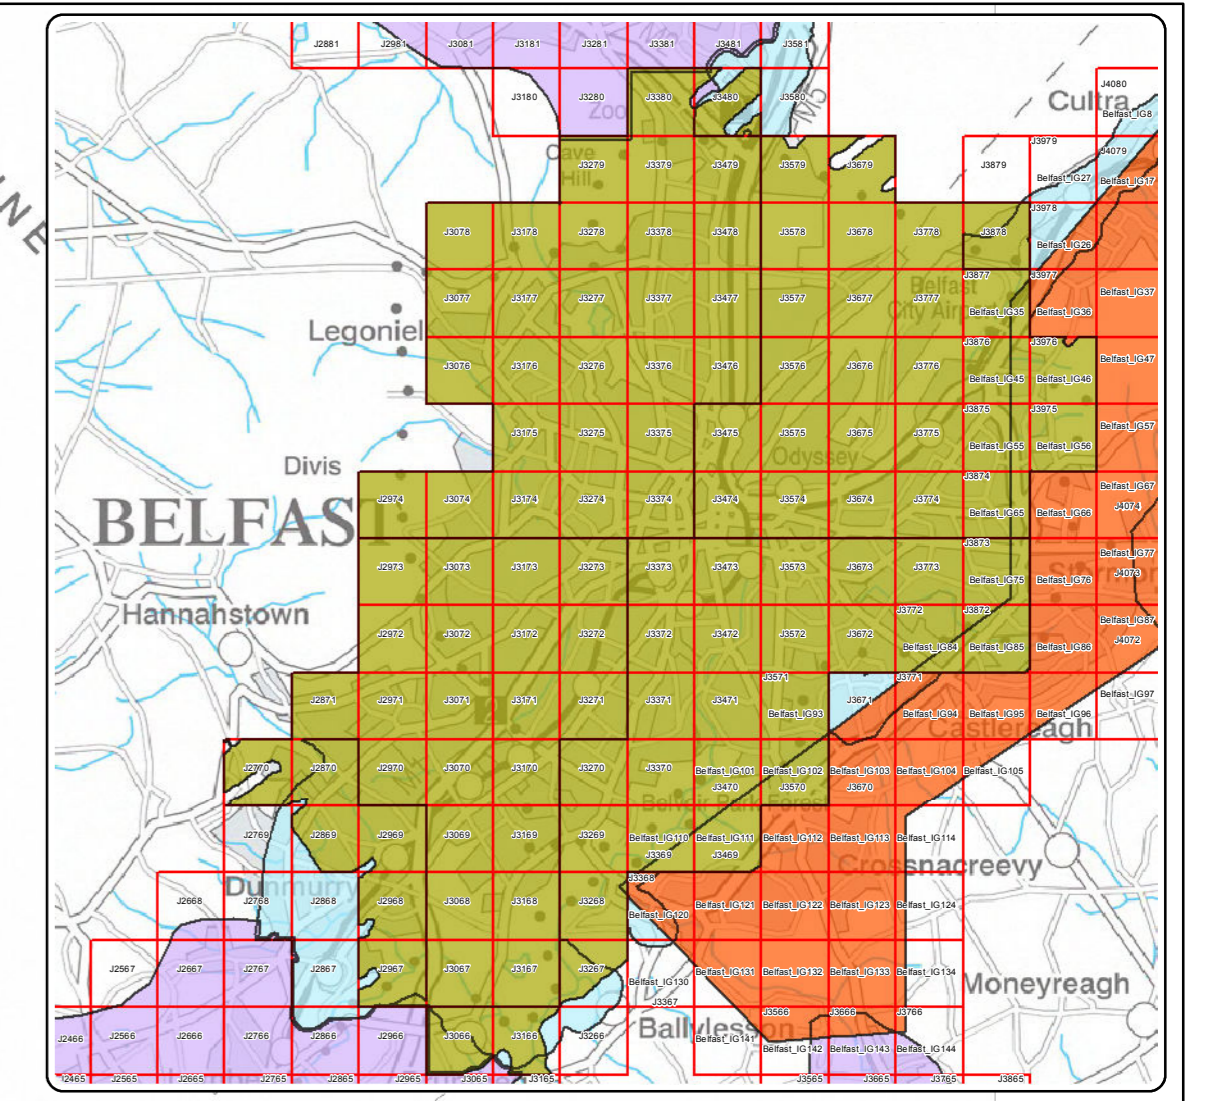 J2881 J2981 J3081 J3181 J3281 J3381 J3481 J3581
J3180 J3280 J3380 J3480 J3580
J4080
Cultra
Belfast_IG8
Zoo
Cave
Hill
J3279 J3379 J3479 J3579 J3679 J3879
J3979
J4079
Belfast_IG27 Belfast_IG17
J3078 J3178 J3278 J3378 J3478 J3578 J3678 J3778 J3878
J3978
Belfast_IG26
J3077 J3177 J3277 J3377 J3477 J3577 J3677 J3777
J3877 J3977
Belfast
City Airp
Belfast_IG35 Belfast_IG36 Belfast_IG37
Legoniel
J3076 J3176 J3276 J3376 J3476 J3576 J3676 J3776
J3876 J3976
Belfast_IG45 Belfast_IG46 Belfast_IG47
J3175 J3275 J3375 J3475 J3575 J3675 J3775
J3875 J3975
Belfast_IG55 Belfast_IG56 Belfast_IG57
Odyssey
Divis
J2974 J3074 J3174 J3274 J3374 J3474 J3574 J3674 J3774
J3874
Belfast_IG65 Belfast_IG66 Belfast_IG67
J4074
BELFAST
J2973 J3073 J3173 J3273 J3373 J3473 J3573 J3673 J3773
J3873
Belfast_IG75 Belfast_IG76 Belfast_IG77
J4073
Hannahstown
J2972 J3072 J3172 J3272 J3372 J3472 J3572 J3672
J3772 J3872
Belfast_IG84 Belfast_IG85 Belfast_IG86 Belfast_IG87
J4072
J2871 J2971 J3071 J3171 J3271 J3371 J3471
J3571 J3671 J3771
Belfast_IG93 Belfast_IG94 Belfast_IG95 Belfast_IG96 Belfast_IG97
Castlereagh
J2770 J2870 J2970 J3070 J3170 J3270 J3370
Belfast_IG101 Belfast_IG102 Belfast_IG103 Belfast_IG104 Belfast_IG105
J3470 J3570 J3670
Belvoir Park Forest
J2769 J2869 J2969 J3069 J3169 J3269
Belfast_IG110 Belfast_IG111 Belfast_IG112 Belfast_IG113 Belfast_IG114
J3369 J3469
Crossnacreevy
Dunmurry
J2668 J2768 J2868 J2968 J3068 J3168 J3268
J3368
Belfast_IG120 Belfast_IG121 Belfast_IG122 Belfast_IG123 Belfast_IG124
J2567 J2667 J2767 J2867 J2967 J3067 J3167 J3267
Belfast_IG130 Belfast_IG131 Belfast_IG132 Belfast_IG133 Belfast_IG134
J3367
Moneyreagh
J2466 J2566 J2666 J2766 J2866 J2966 J3066 J3166 J3266
J3566 J3666 J3766
Ballylesson
Belfast_IG141 Belfast_IG142 Belfast_IG143 Belfast_IG144
J2465 J2565 J2665 J2765 J2865 J2965 J3065 J3165 J3565 J3665 J3765 J3865